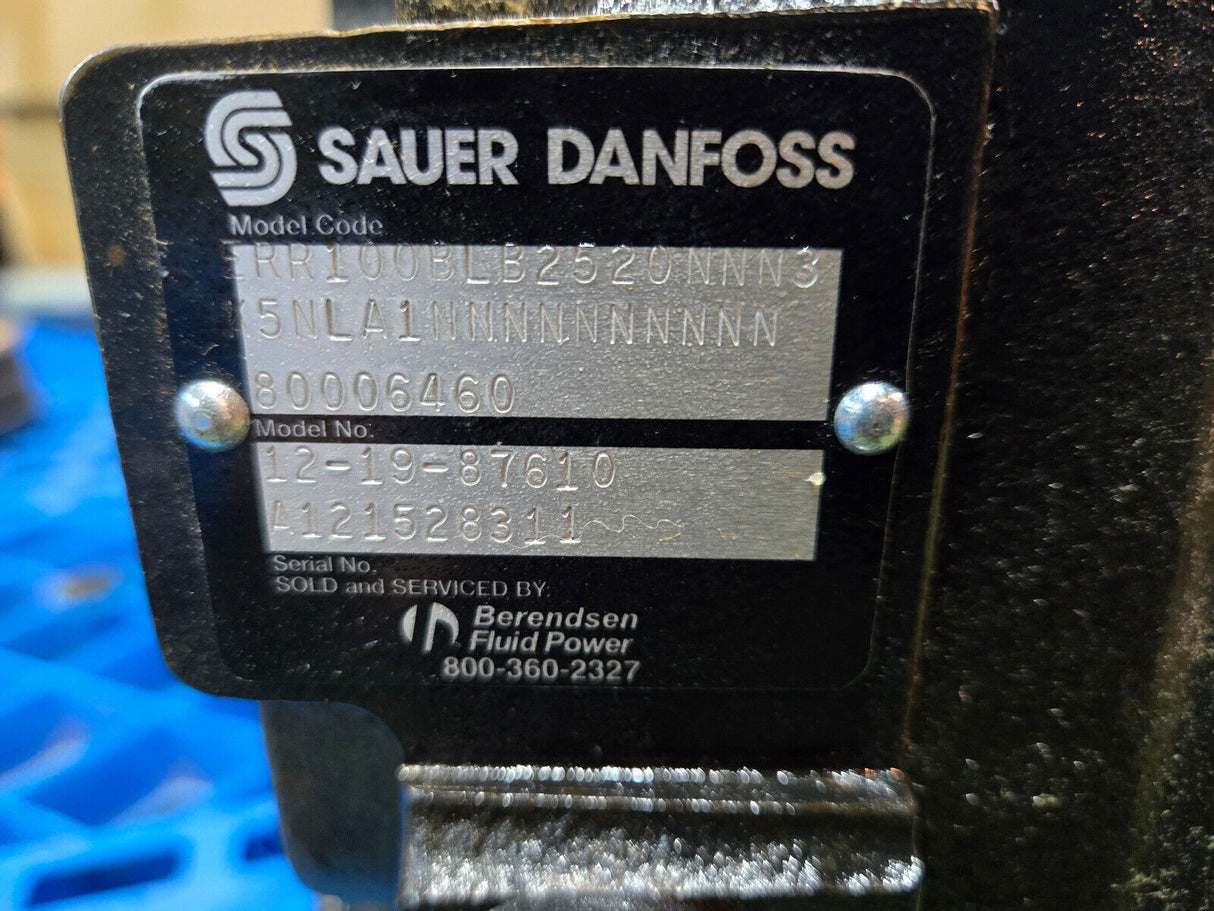 SAUER DANFOSS
Model Code
ERR100BLB2520NNN3
K5NLA1NNNNNNNNNN
80006460
Model No.
12-19-87610
A121528311
Serial No.
SOLD and SERVICED BY:
Berendsen
Fluid Power
800-360-2327